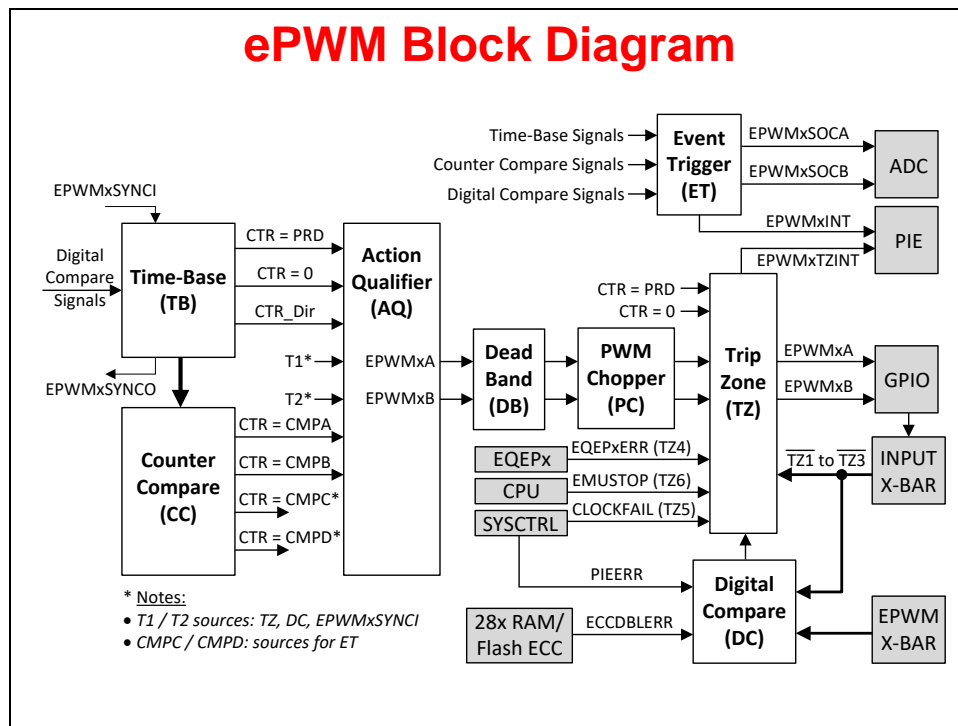 ePWM Block Diagram
Time-Base Signals
Counter Compare Signals
Digital Compare Signals
Event
Trigger
(ET)
EPWMxSOCA
EPWMxSOCB
ADC
EPWMxINT
EPWMxTZINT
PIE
EPWMxSYNCI
Digital
Compare
Signals
Time-Base
(TB)
EPWMxSYNCO
CTR = PRD
CTR = 0
CTR_Dir
T1*
T2*
Action
Qualifier
(AQ)
EPWMxA
EPWMxB
Counter
Compare
(CC)
CTR = CMPA
CTR = CMPB
CTR = CMPC*
CTR = CMPD*
Dead
Band
(DB)
PWM
Chopper
(PC)
CTR = PRD
CTR = 0
Trip
Zone
(TZ)
EPWMxA
EPWMxB
GPIO
EQEPx
EQEPxERR (TZ4)
CPU
EMUSTOP (TZ6)
SYSCTRL
CLOCKFAIL (TZ5)
TZ1 to TZ3
INPUT
X-BAR
PIEERR
28x RAM/
Flash ECC
ECCDBLERR
Digital
Compare
(DC)
EPWM
X-BAR
* Notes:
• T1 / T2 sources: TZ, DC, EPWMxSYNCI
• CMPC / CMPD: sources for ET